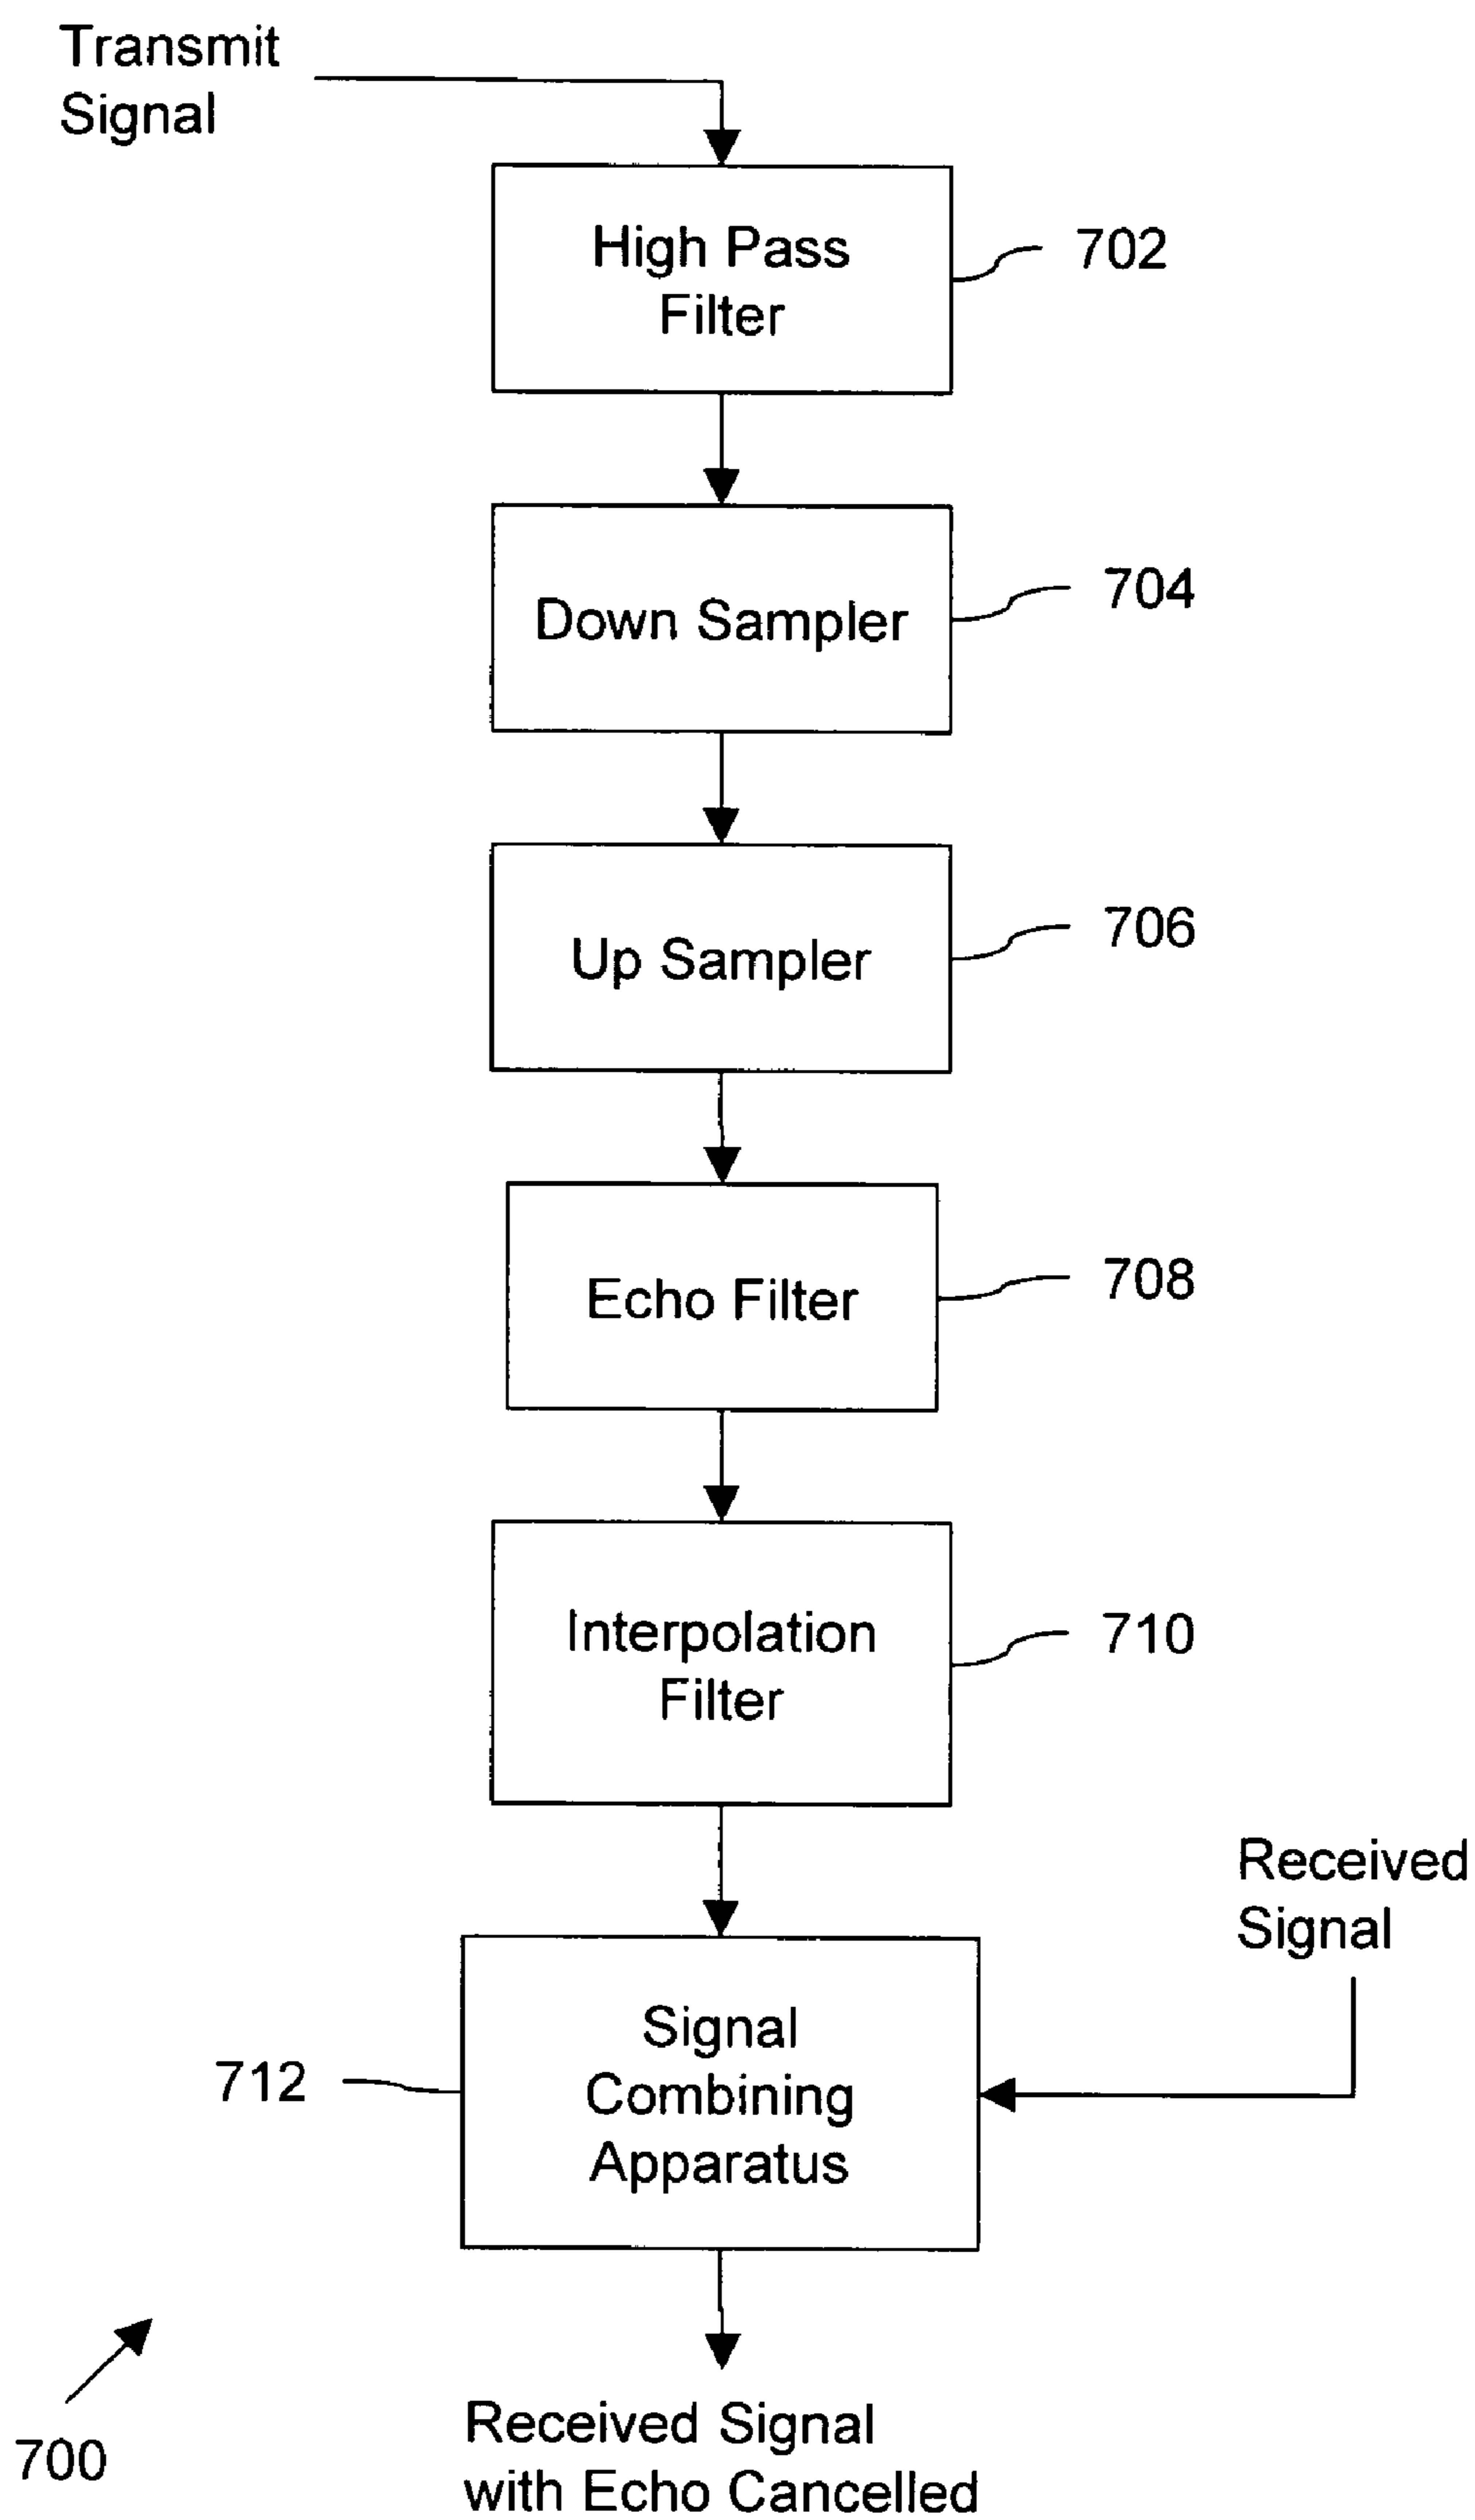 Transmit
Signal
High Pass
Filter
702
Down Sampler
704
Up Sampler
706
Echo Filter
708
Interpolation
Filter
710
Received
Signal
Signal
Combining
Apparatus
712
Received Signal
with Echo Cancelled
700